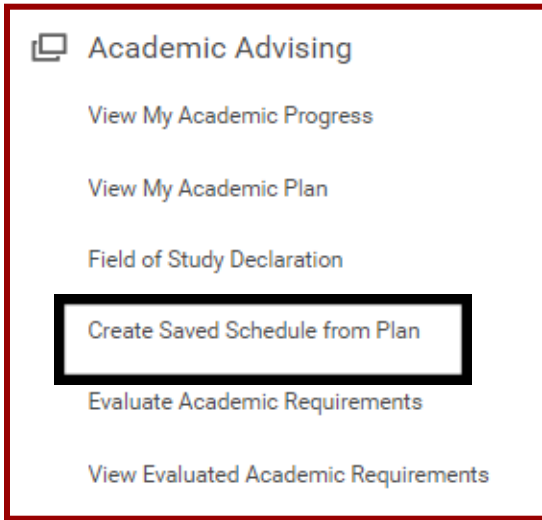 Academic Advising
View My Academic Progress
View My Academic Plan
Field of Study Declaration
Create Saved Schedule from Plan
Evaluate Academic Requirements
View Evaluated Academic Requirements